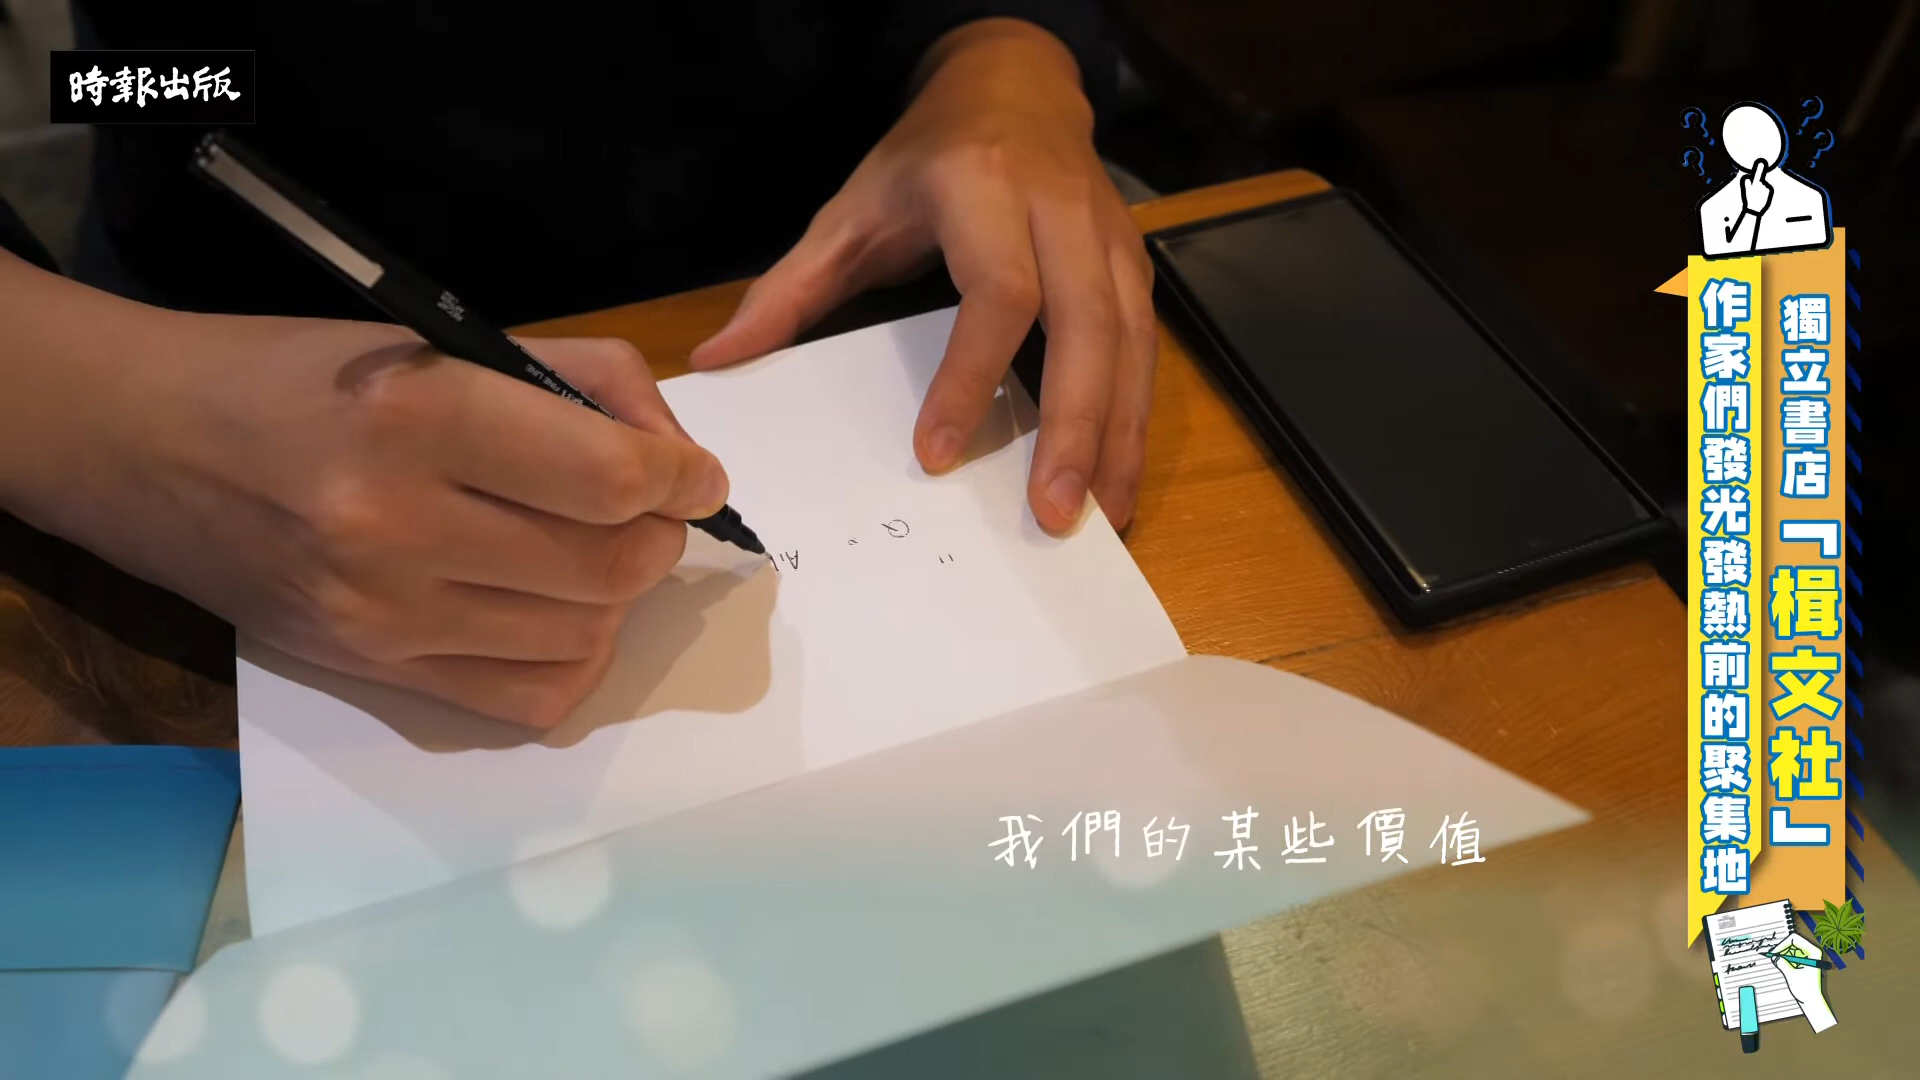 時報出版
獨立書店「楫文社」
作家們發光發熱前的聚集地
我們的某些價值